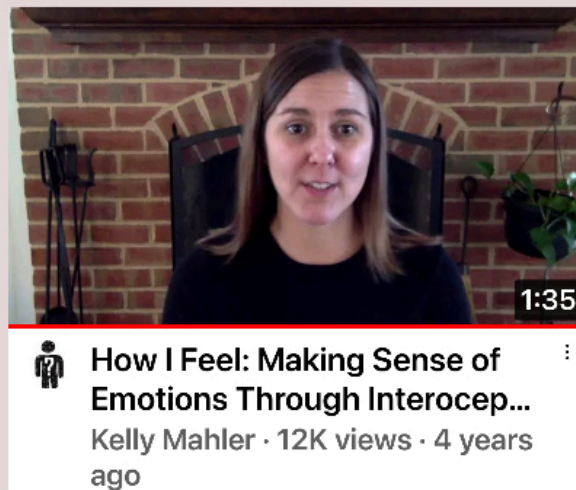 1:35
How I Feel: Making Sense of
Emotions Through Interocep...
Kelly Mahler · 12K views · 4 years
ago